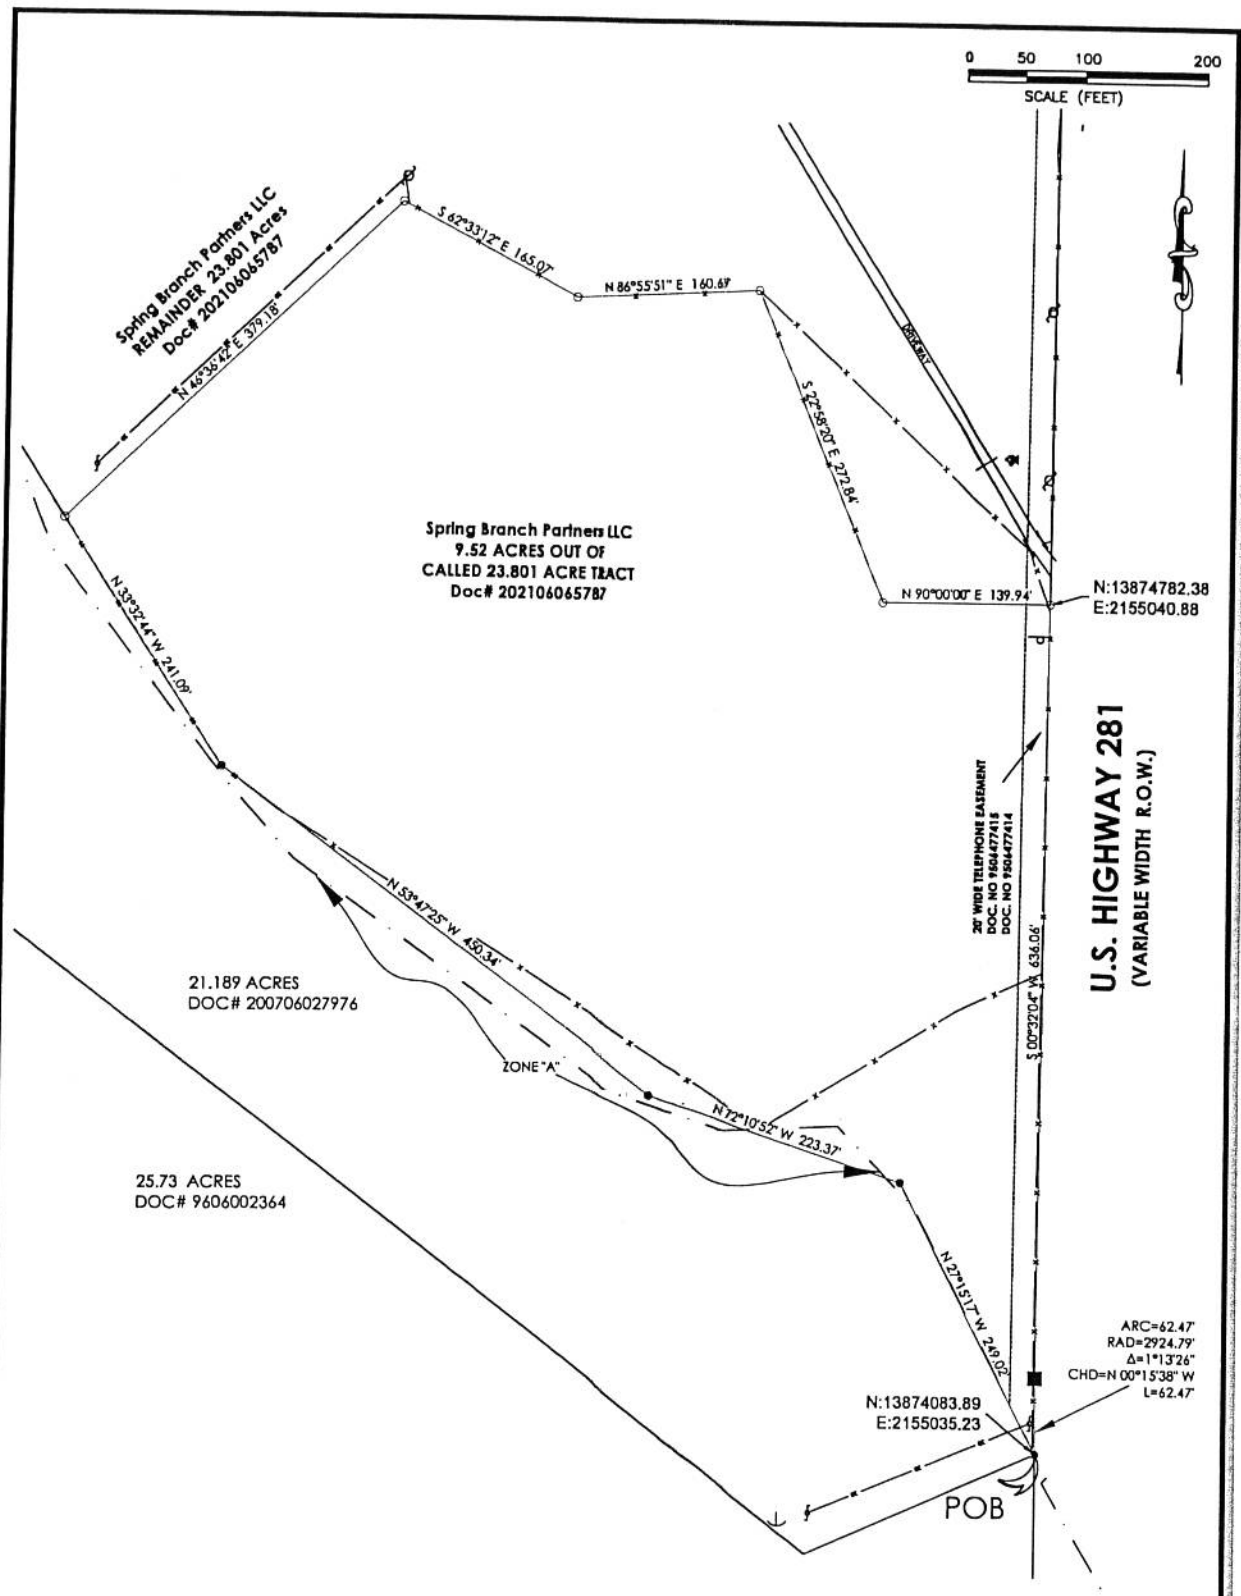 0 50 100 200
SCALE (FEET)
Spring Branch Partners LLC
REMAINDER 23.801 Acres
Doc# 202106065787
N 46°36'42" E 379.18'
S 62°33'12" E 165.07'
N 86°55'51" E 160.67'
DRIVEWAY
S 22°58'20" E 272.84'
Spring Branch Partners LLC
9.52 ACRES OUT OF
CALLED 23.801 ACRE TRACT
Doc# 202106065787
N 90°00'00" E 139.94'
N:13874782.38
E:2155040.88
N 33°32'44" W 241.09'
20' WIDE TELEPHONE EASEMENT
DOC. NO 9506477415
DOC. NO 9506477414
U.S. HIGHWAY 281
(VARIABLE WIDTH R.O.W.)
N 53°47'25" W 450.34'
S 00°32'04" W 636.06'
21.189 ACRES
DOC# 200706027976
ZONE "A"
N 72°10'52" W 223.37'
25.73 ACRES
DOC# 9606002364
N 27°15'17" W 249.02'
ARC=62.47'
RAD=2924.79'
Δ=1°13'26"
CHD=N 00°15'38" W
L=62.47'
N:13874083.89
E:2155035.23
POB